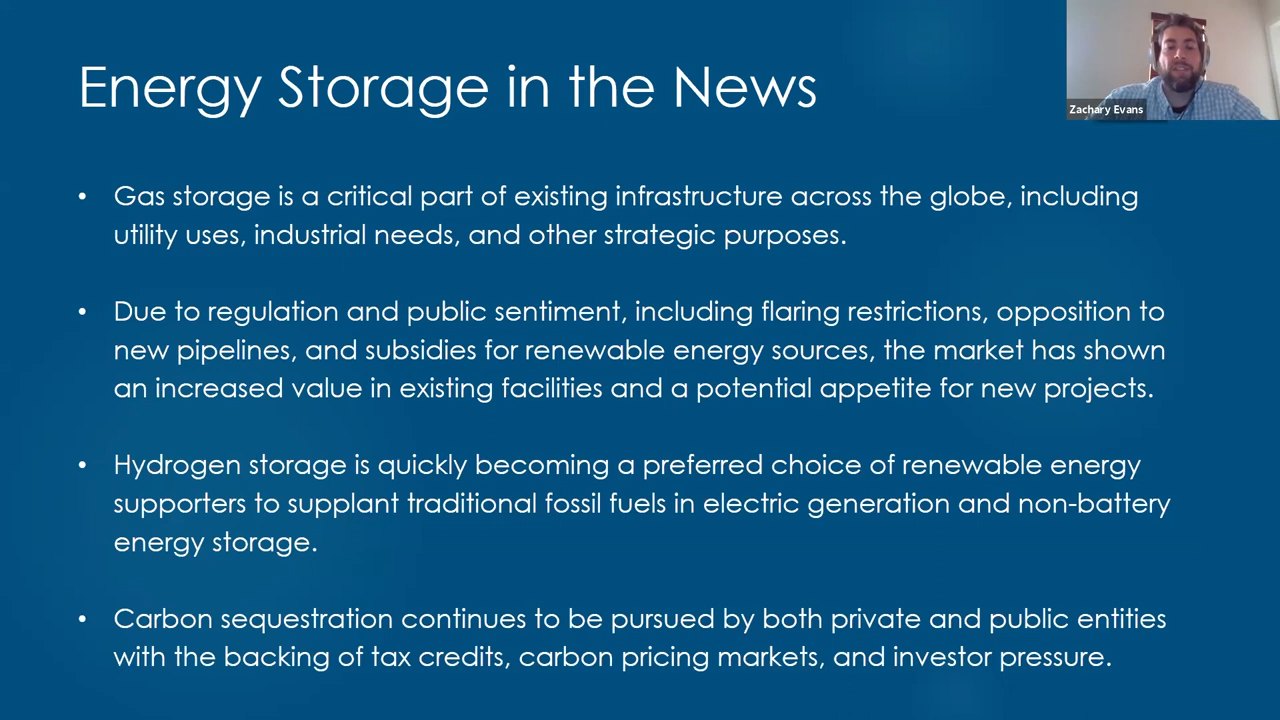 Energy Storage in the News
Zachary Evans
• Gas storage is a critical part of existing infrastructure across the globe, including
utility uses, industrial needs, and other strategic purposes.
• Due to regulation and public sentiment, including flaring restrictions, opposition to
new pipelines, and subsidies for renewable energy sources, the market has shown
an increased value in existing facilities and a potential appetite for new projects.
• Hydrogen storage is quickly becoming a preferred choice of renewable energy
supporters to supplant traditional fossil fuels in electric generation and non-battery
energy storage.
• Carbon sequestration continues to be pursued by both private and public entities
with the backing of tax credits, carbon pricing markets, and investor pressure.